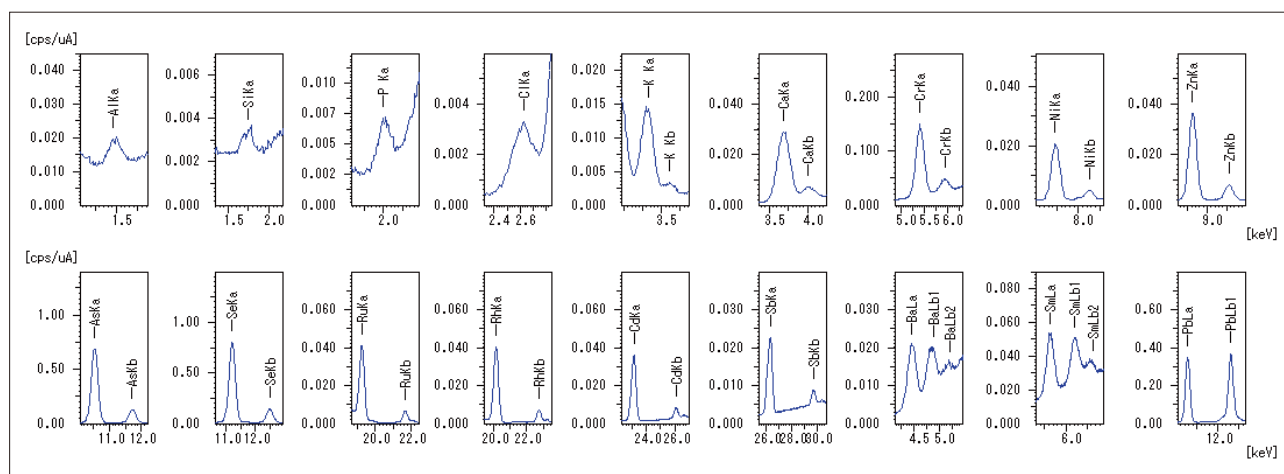 [cps/uA]
0.040 0.030 0.020 0.010 0.000 AlKa 1.5
0.006 0.004 0.002 0.000 SiKa 1.5 2.0
0.010 0.007 0.005 0.002 0.000 P Ka 2.0
0.004 0.002 0.000 ClKa 2.4 2.6
0.020 0.015 0.010 0.005 0.000 K Ka K Kb 3.5
0.040 0.020 0.000 CaKa CaKb 3.5 4.0
0.200 0.100 0.000 CrKa CrKb 5.0 5.5 6.0
0.040 0.020 0.000 NiKa NiKb 8.0
0.040 0.020 0.000 ZnKa ZnKb 9.0
[keV]
[cps/uA]
1.00 0.50 0.00 AsKa AsKb 11.0 12.0
1.00 0.50 0.00 SeKa SeKb 11.0 12.0
0.060 0.040 0.020 0.000 RuKa RuKb 20.0 22.0
0.060 0.040 0.020 0.000 RhKa RhKb 20.0 22.0
0.060 0.040 0.020 0.000 CdKa CdKb 24.0 26.0
0.030 0.020 0.010 0.000 SbKa SbKb 26.0 28.0 30.0
0.030 0.020 0.010 0.000 BaLa BaLb1 BaLb2 4.5 5.0
0.080 0.060 0.040 0.020 0.000 SmLa SmLb1 SmLb2 6.0
0.60 0.40 0.20 0.00 PbLa PbLb1 12.0
[keV]